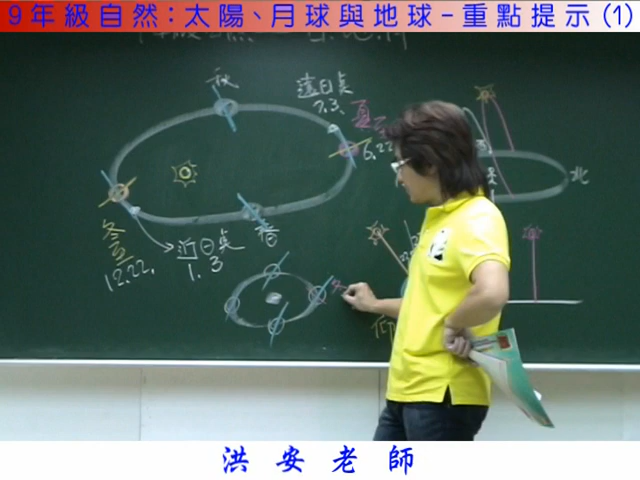 9年級自然:太陽、月球與地球-重點提示(1)
秋
遠日點
7.3.
夏至
6.22
北
冬至
12.22.
近日點
1.3
春
仰
洪安老師